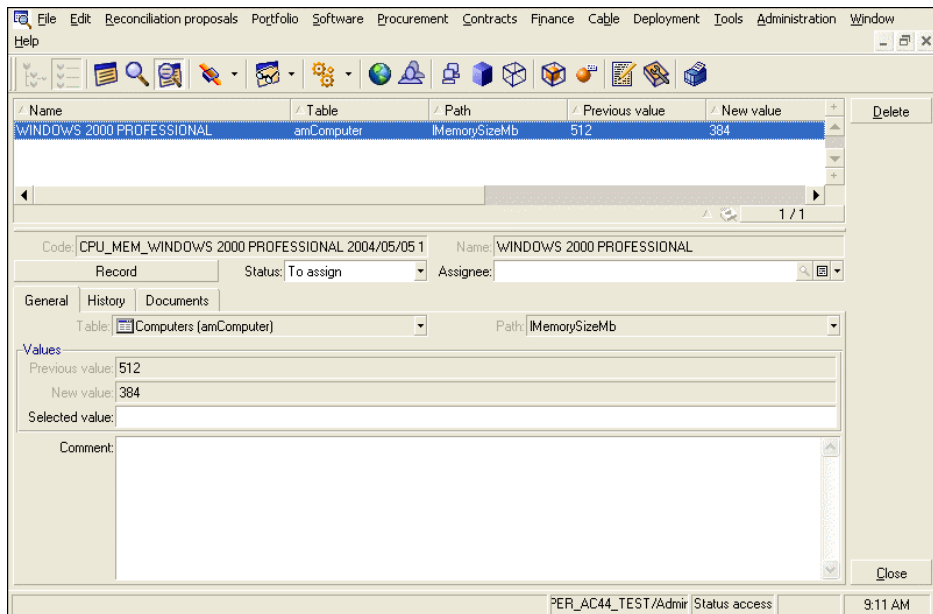 File Edit Reconciliation proposals Portfolio Software Procurement Contracts Finance Cable Deployment Tools Administration Window
Help
Name Table Path Previous value New value
WINDOWS 2000 PROFESSIONAL amComputer lMemorySizeMb 512 384
Delete
1 / 1
Code: CPU_MEM_WINDOWS 2000 PROFESSIONAL 2004/05/05 1 Name: WINDOWS 2000 PROFESSIONAL
Record Status: To assign Assignee:
General History Documents
Table: Computers (amComputer) Path: lMemorySizeMb
Values
Previous value: 512
New value: 384
Selected value:
Comment:
Close
PER_AC44_TEST/Admir Status access 9:11 AM